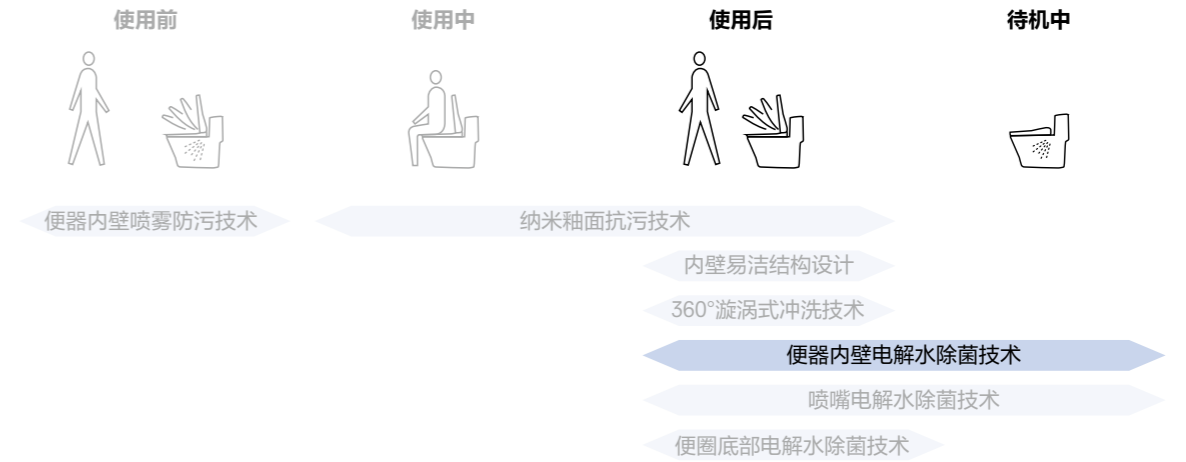 使用前
使用中
使用后
待机中
便器内壁喷雾防污技术
纳米釉面抗污技术
内壁易洁结构设计
360°漩涡式冲洗技术
便器内壁电解水除菌技术
喷嘴电解水除菌技术
便圈底部电解水除菌技术